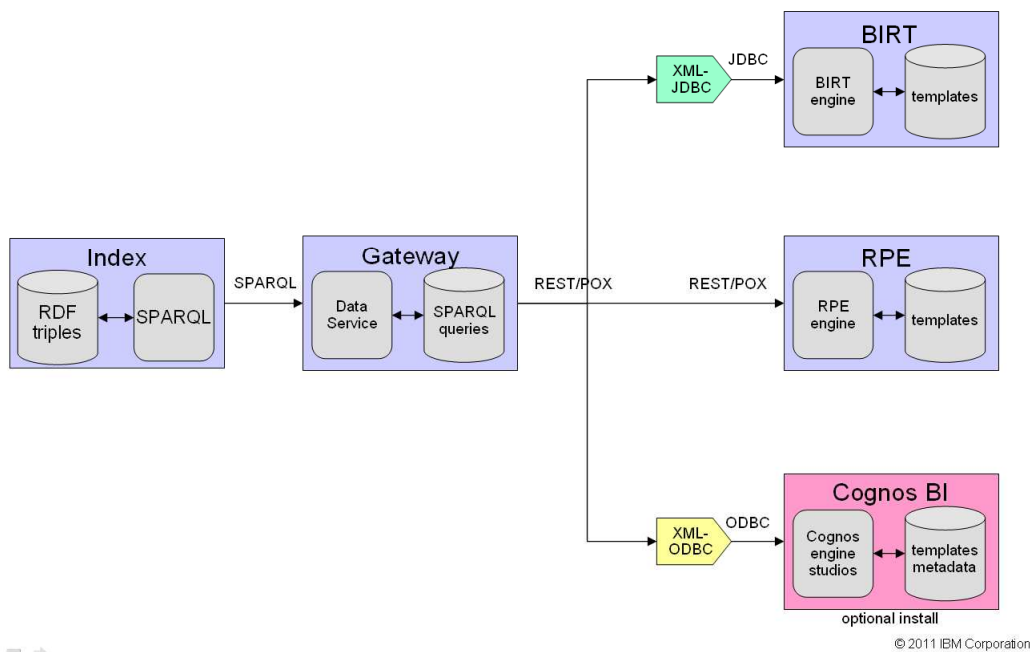 BIRT
XML-
JDBC
JDBC
BIRT
engine
templates
Index
RDF
triples
SPARQL
SPARQL
Gateway
Data
Service
SPARQL
queries
REST/POX
REST/POX
RPE
RPE
engine
templates
XML-
ODBC
ODBC
Cognos BI
Cognos
engine
studios
templates
metadata
optional install
© 2011 IBM Corporation